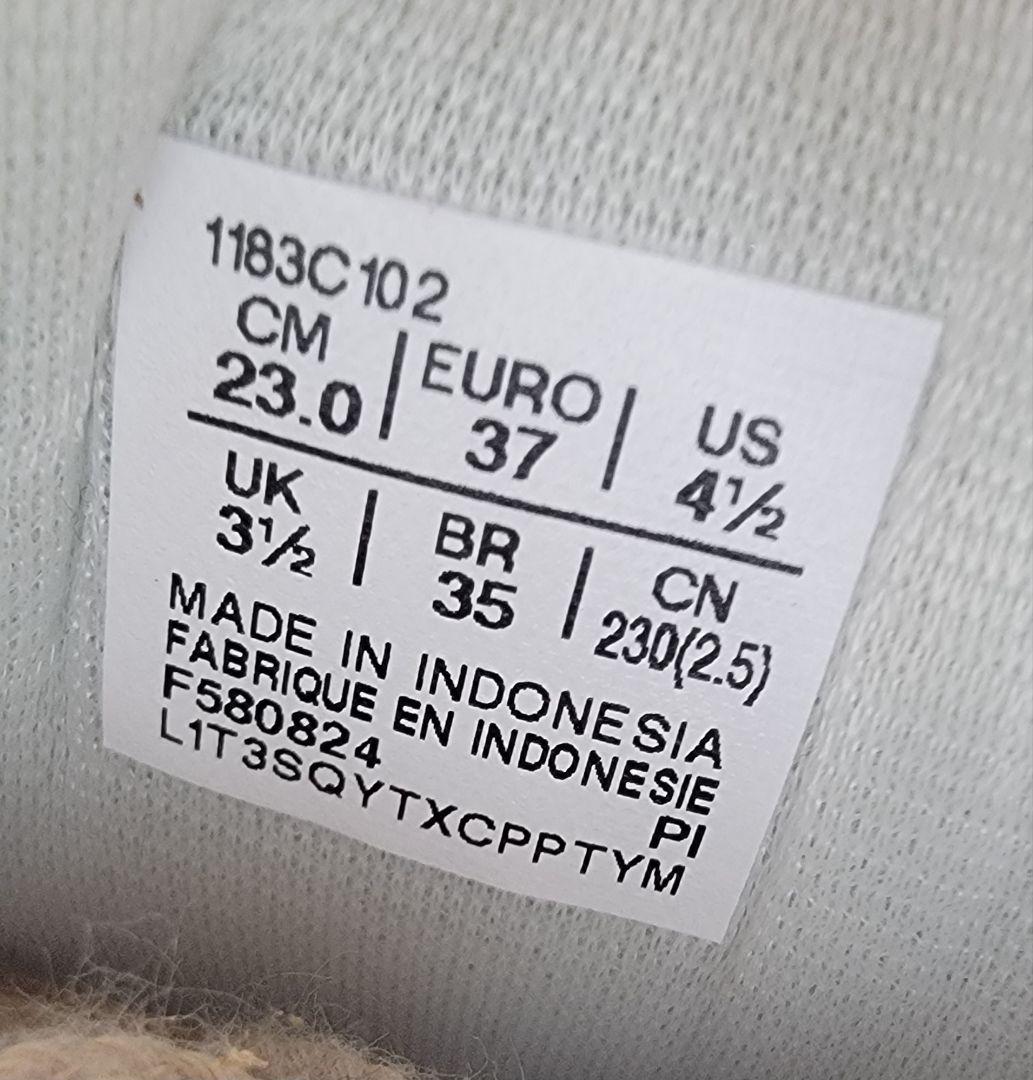 1183C102
CM | EURO | US
23.0 | 37 | 4½
UK | BR | CN
3½ | 35 | 230(2.5)
MADE IN INDONESIA
FABRIQUE EN INDONESIE
F580824 PI
L1T3SQYTXCPPTYM